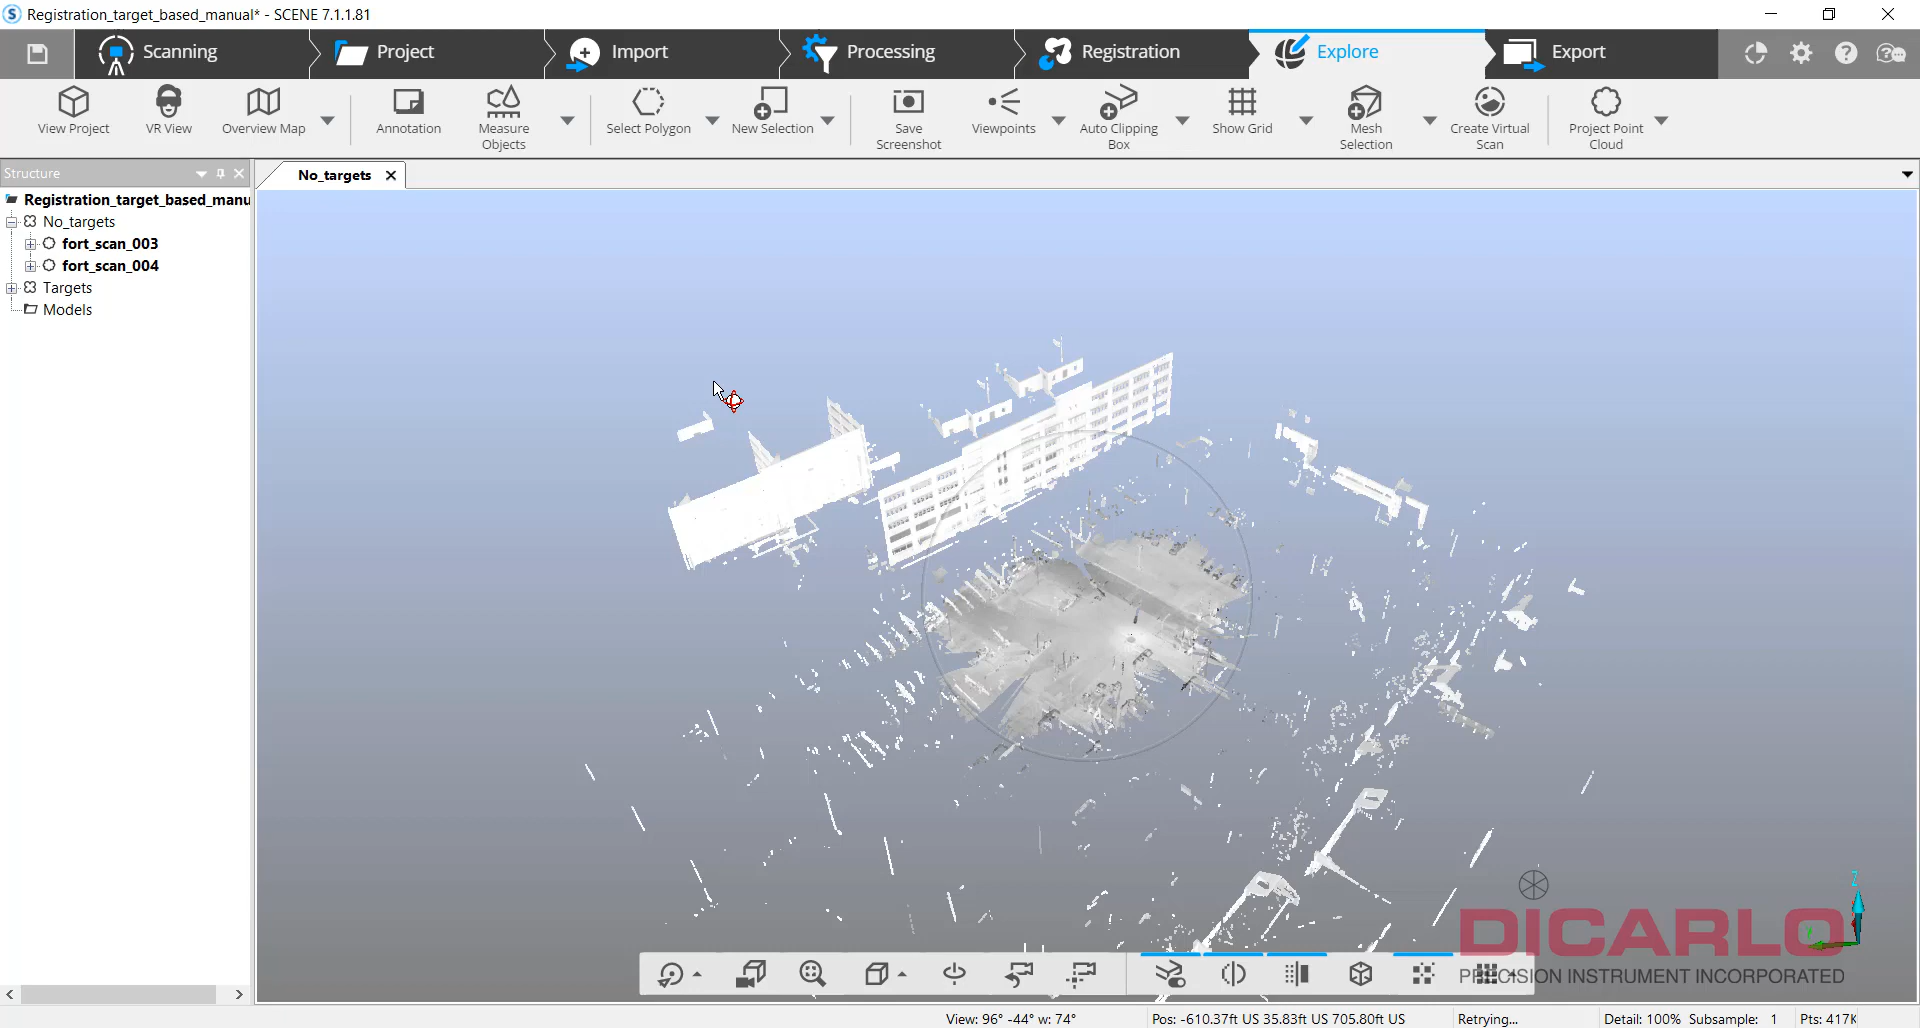 Registration_target_based_manual* - SCENE 7.1.1.81
Scanning
Project
Import
Processing
Registration
Explore
Export
View Project
VR View
Overview Map
Annotation
Measure
Objects
Select Polygon
New Selection
Save
Screenshot
Viewpoints
Auto Clipping
Box
Show Grid
Mesh
Selection
Create Virtual
Scan
Project Point
Cloud
Structure
No_targets
Registration_target_based_manu
No_targets
fort_scan_003
fort_scan_004
Targets
Models
Z
DICARLO
PRECISION INSTRUMENT INCORPORATED
View: 96° -44° w: 74°
Pos: -610.37ft US 35.83ft US 705.80ft US
Retrying...
Detail: 100% Subsample: 1
Pts: 417K